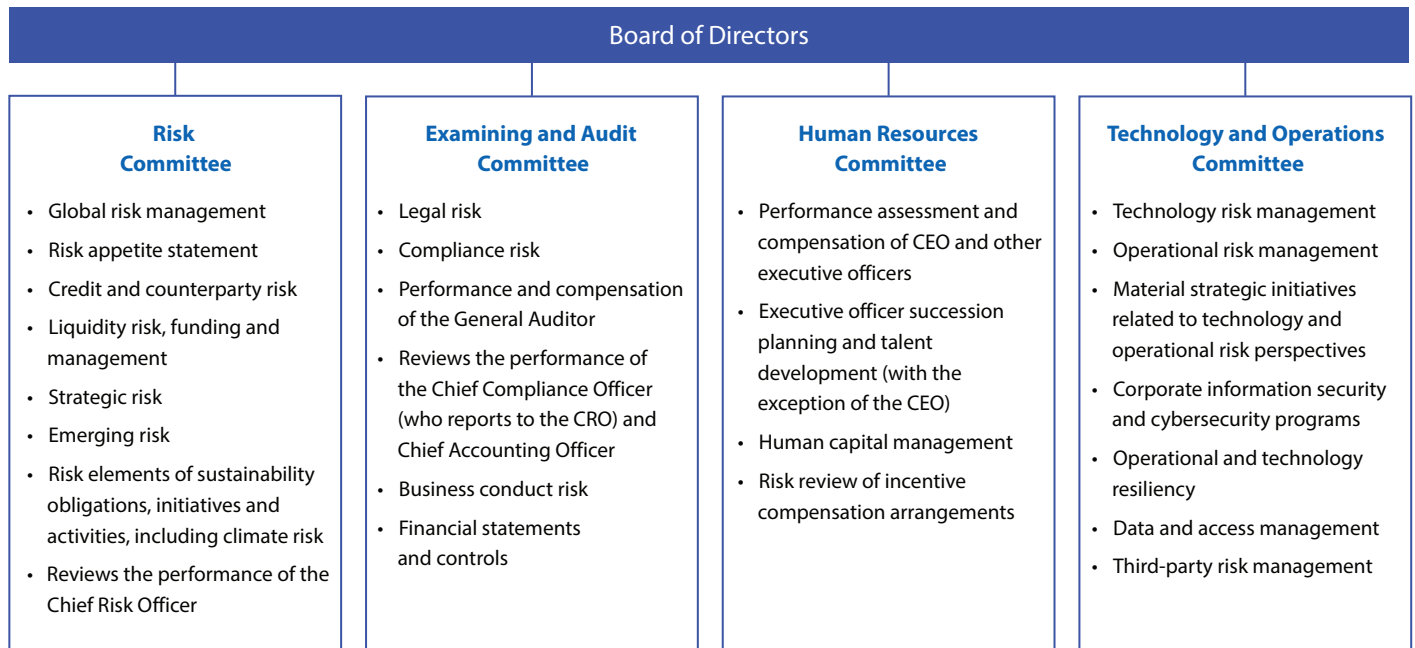 Board of Directors
Risk
Committee
• Global risk management
• Risk appetite statement
• Credit and counterparty risk
• Liquidity risk, funding and
management
• Strategic risk
• Emerging risk
• Risk elements of sustainability
obligations, initiatives and
activities, including climate risk
• Reviews the performance of the
Chief Risk Officer
Examining and Audit
Committee
• Legal risk
• Compliance risk
• Performance and compensation
of the General Auditor
• Reviews the performance of
the Chief Compliance Officer
(who reports to the CRO) and
Chief Accounting Officer
• Business conduct risk
• Financial statements
and controls
Human Resources
Committee
• Performance assessment and
compensation of CEO and other
executive officers
• Executive officer succession
planning and talent
development (with the
exception of the CEO)
• Human capital management
• Risk review of incentive
compensation arrangements
Technology and Operations
Committee
• Technology risk management
• Operational risk management
• Material strategic initiatives
related to technology and
operational risk perspectives
• Corporate information security
and cybersecurity programs
• Operational and technology
resiliency
• Data and access management
• Third-party risk management